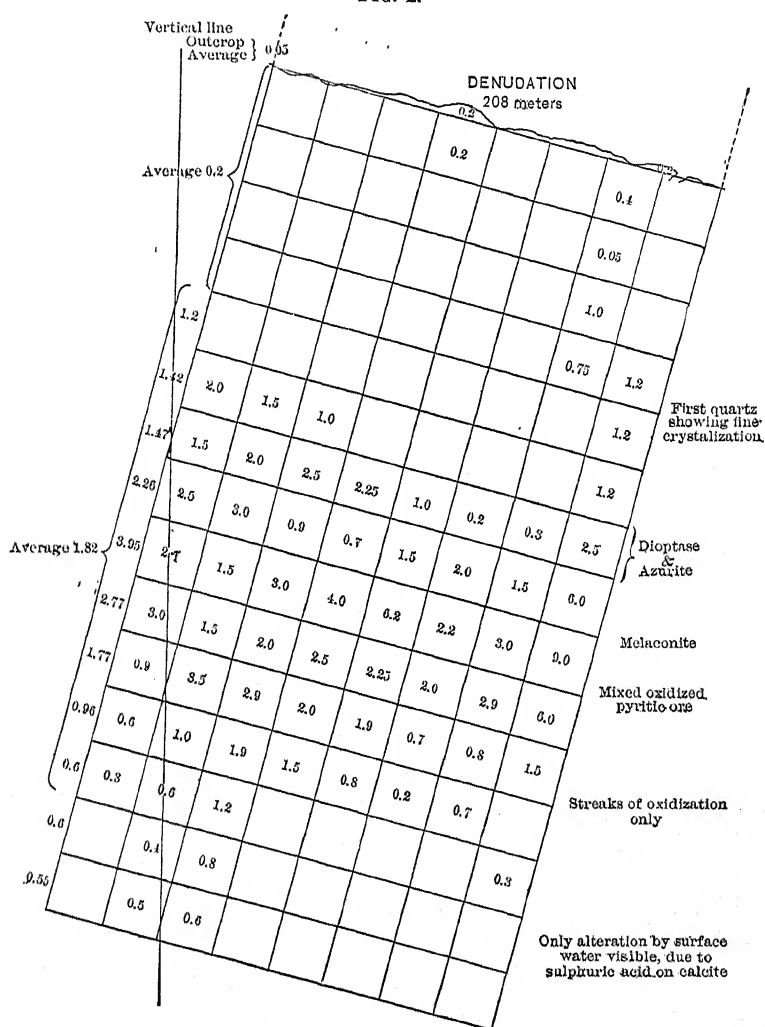 Vertical line
Outcrop
Average } 0.05
DENUDATION
208 meters
0.2
0.2
Average 0.2
0.4
0.05
1.0
1.2
0.75 1.2
1.42
2.0 1.5 1.0
1.2
First quartz
showing fine
crystalization.
1.47
1.5 2.0 2.5 2.25 1.0 0.2 0.3 2.5
1.2
2.26
2.5 3.0 0.9 0.7 1.5 2.0 1.5 6.0
Dioptase
&
Azurite
Average 1.82
3.95
2.7 1.5 3.0 4.0 6.2 2.2 3.0 9.0
Melaconite
2.77
3.0 1.5 2.0 2.5 2.25 2.0 2.9 6.0
Mixed oxidized
pyritic ore
1.77
0.9 3.5 2.9 2.0 1.9 0.7 0.8 1.5
0.96
0.6 1.0 1.9 1.5 0.8 0.2 0.7
Streaks of oxidization
only
0.6
0.3 0.6 1.2
0.3
0.6
0.4 0.8
0.55
0.5 0.6
Only alteration by surface
water visible, due to
sulphuric acid on calcite